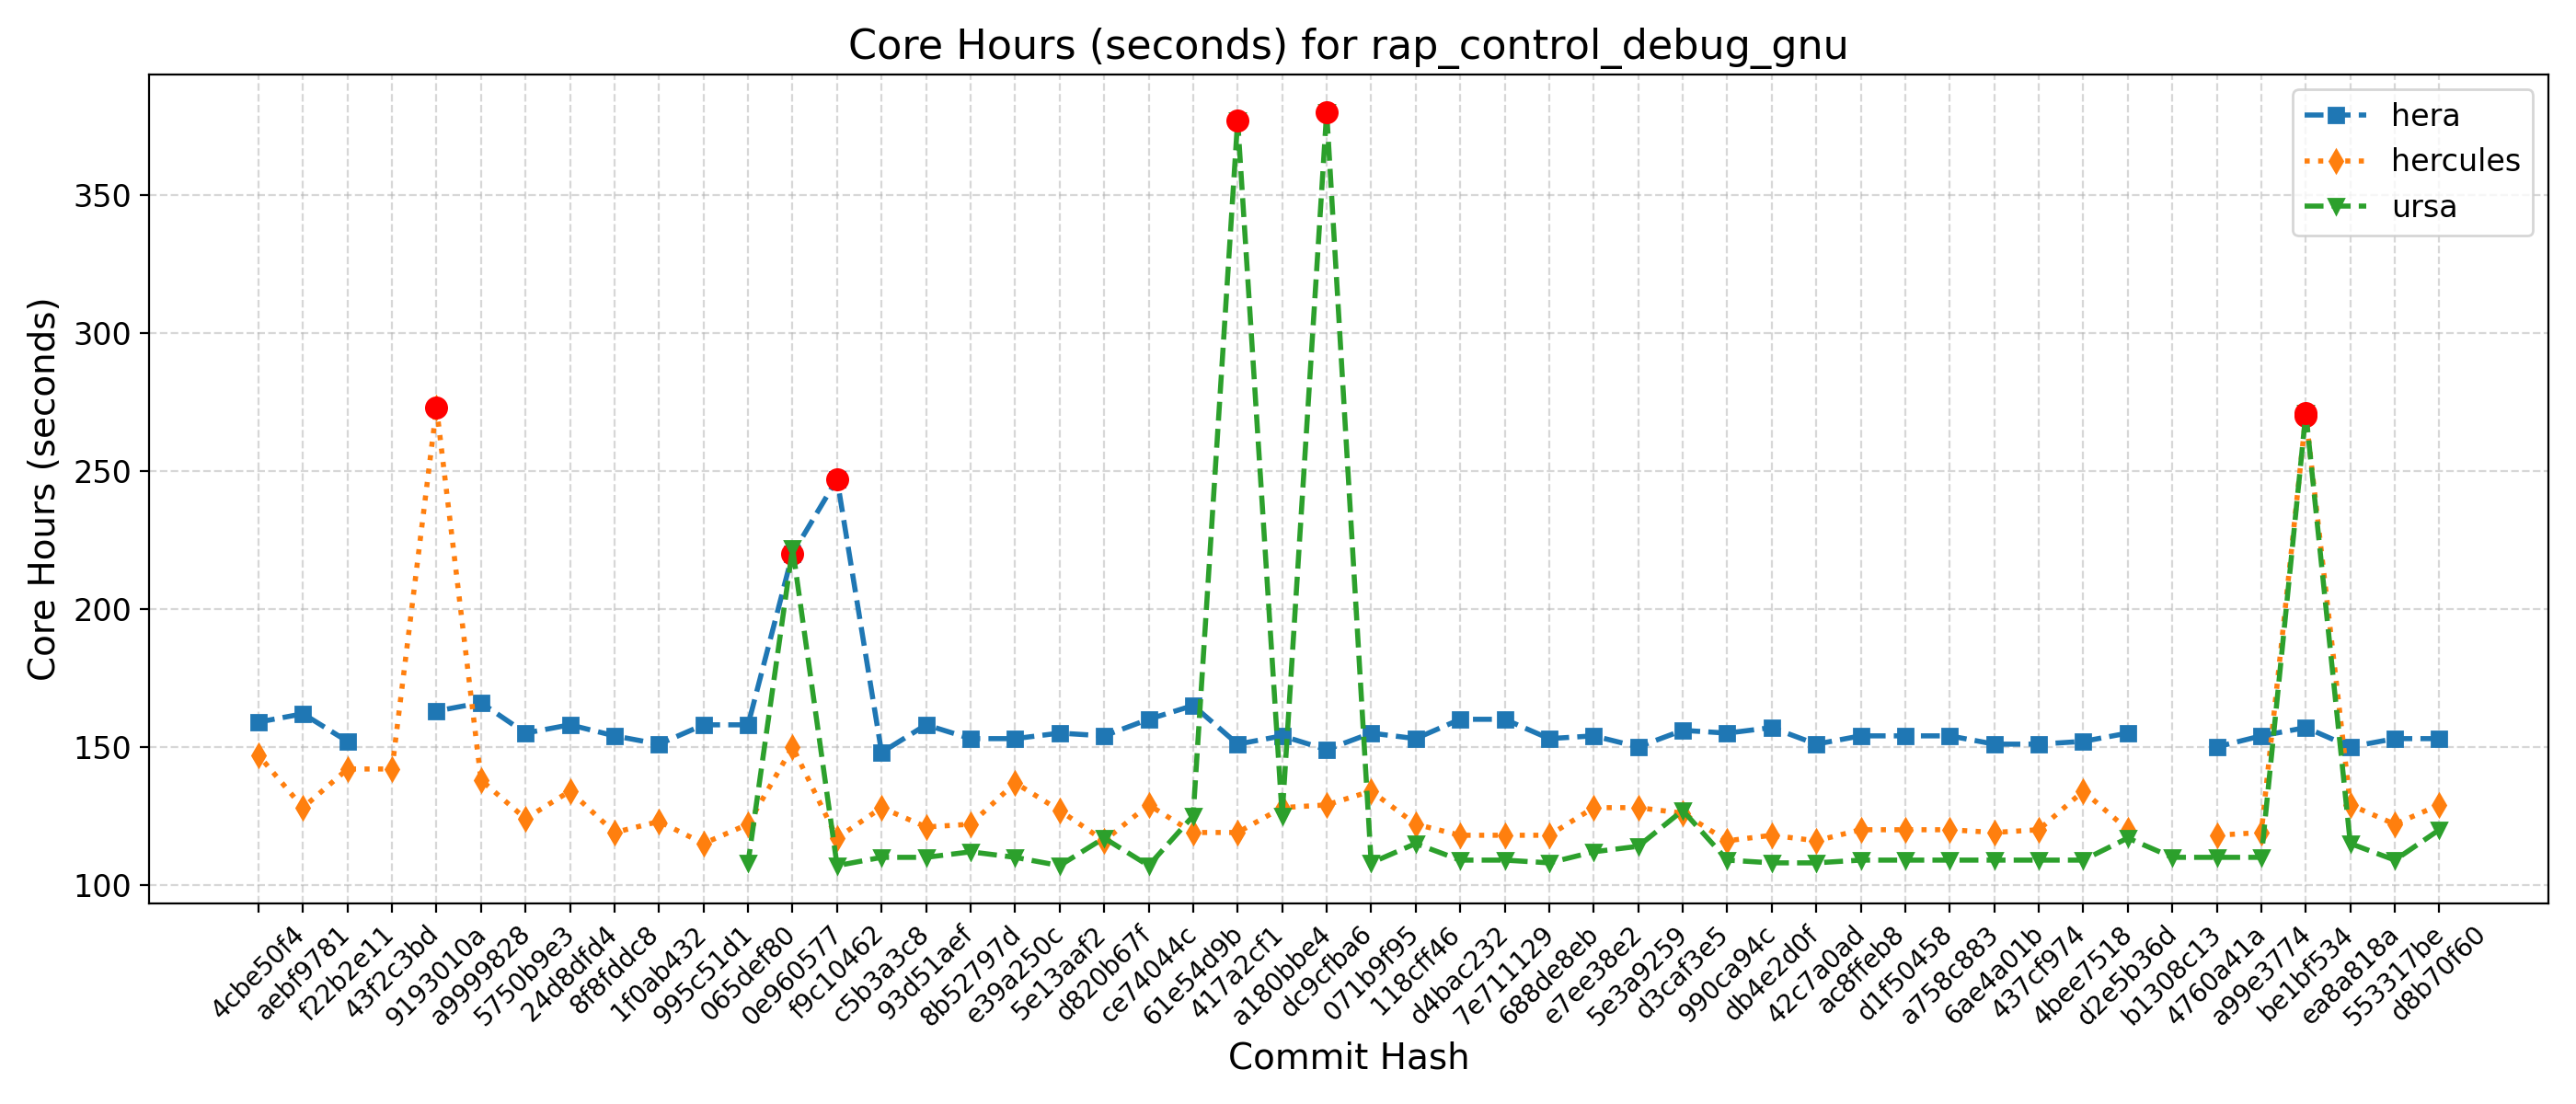 Core Hours (seconds) for rap_control_debug_gnu
hera
hercules
ursa
Core Hours (seconds)
350
300
250
200
150
100
4cbe50f4
aebf9781
f22b2e11
43f2c3bd
9193010a
a9999828
5750b9e3
24d8dfd4
8f8fddc8
1f0ab432
995c51d1
065def80
0e960577
f9c10462
c5b3a3c8
93d51aef
8b52797d
e39a250c
5e13aaf2
d820b67f
ce74044c
61e54d9b
417a2cf1
a180bbe4
dc9cfba6
071b9f95
118cff46
d4bac232
7e711129
688de8eb
e7ee38e2
5e3a9259
d3caf3e5
990ca94c
db4e2d0f
42c7a0ad
ac8ffeb8
d1f50458
a758c883
6ae4a01b
437cf974
4bee7518
d2e5b36d
b1308c13
4760a41a
a99e3774
be1bf534
ea8a818a
553317be
d8b70f60
Commit Hash